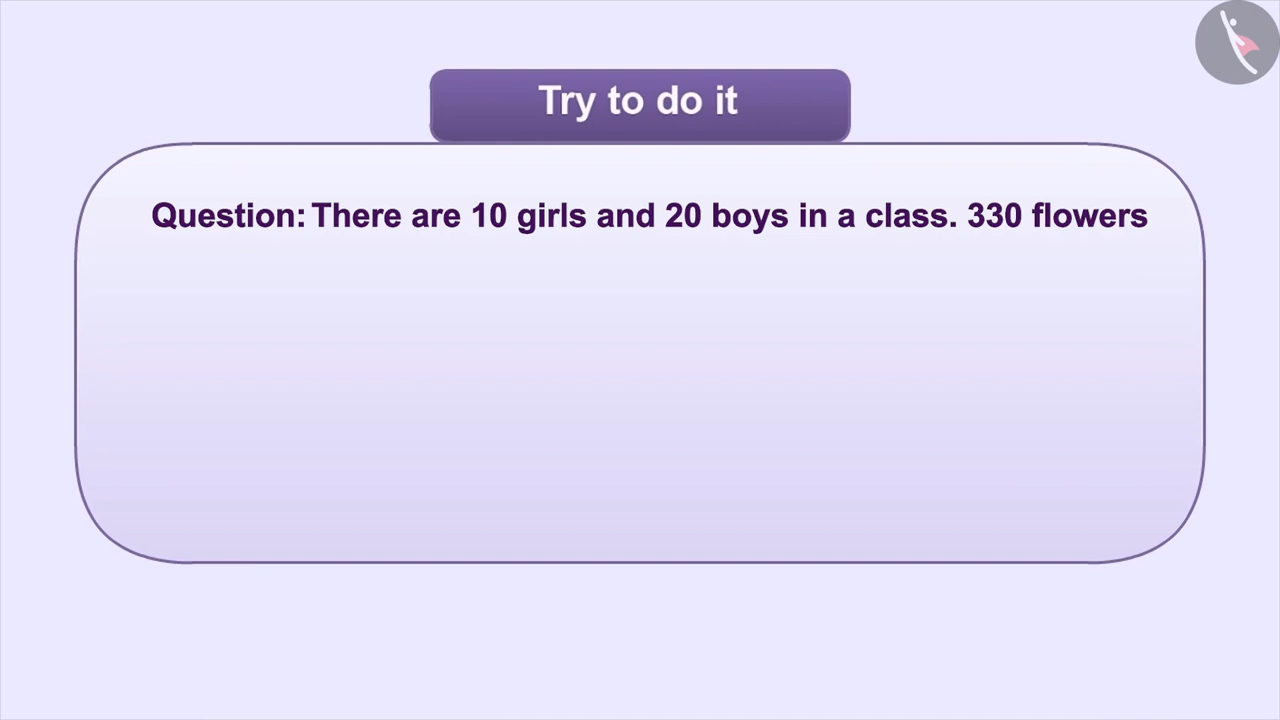 Try to do it
Question: There are 10 girls and 20 boys in a class. 330 flowers